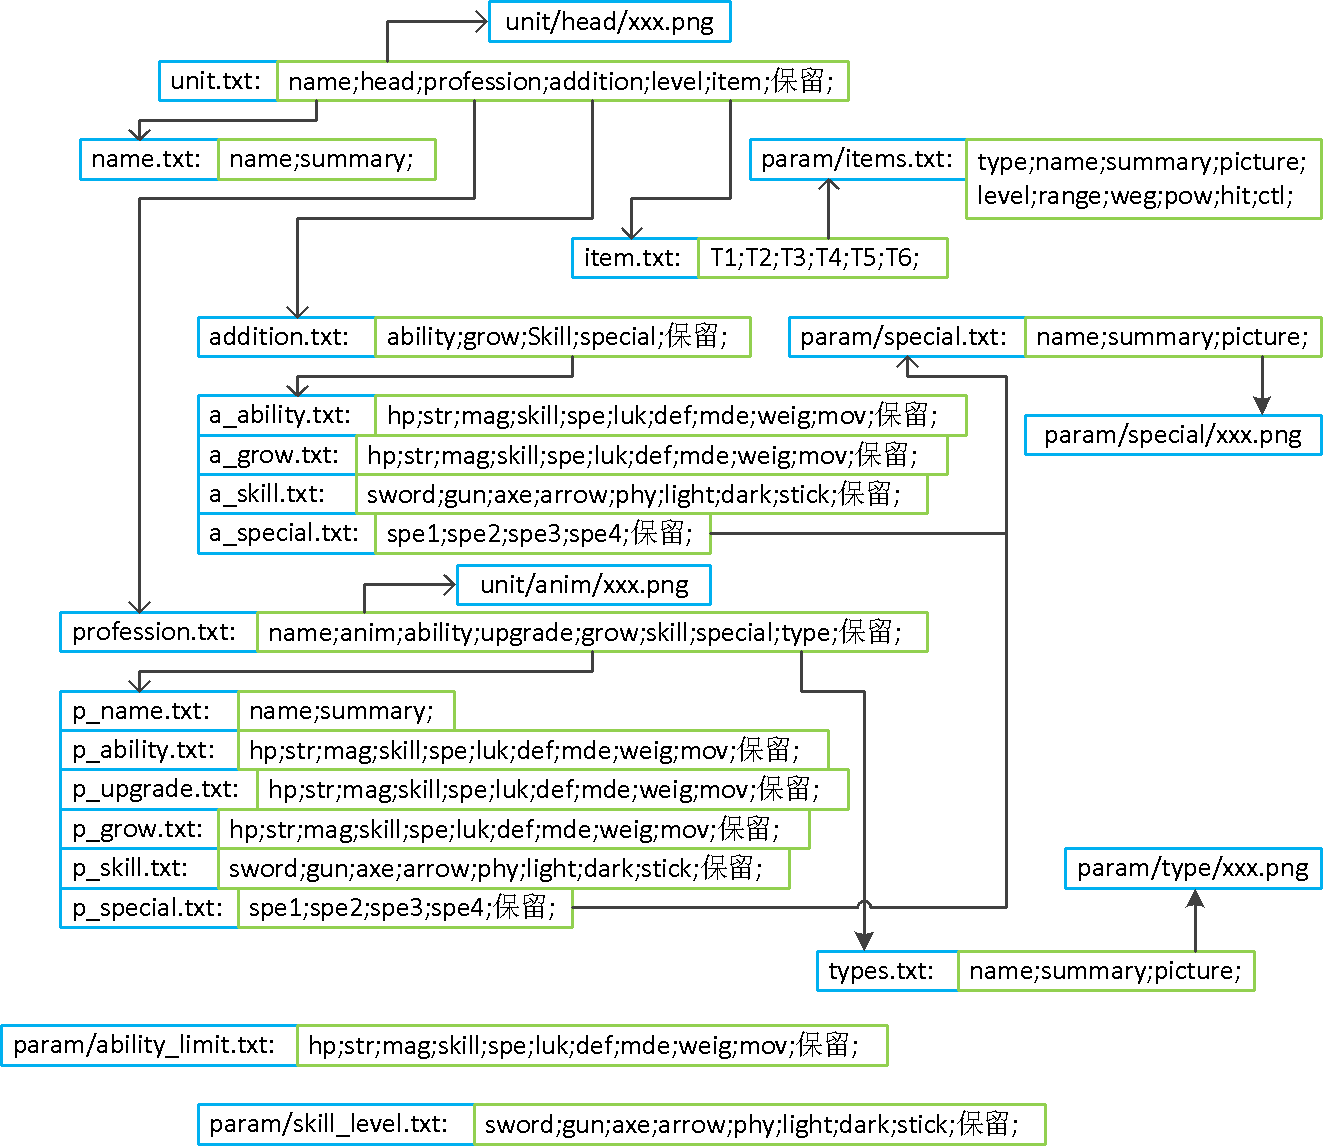 unit/head/xxx.png
unit.txt: name;head;profession;addition;level;item;保留;
name.txt: name;summary;
param/items.txt: type;name;summary;picture;
level;range;weg;pow;hit;ctl;
item.txt: T1;T2;T3;T4;T5;T6;
addition.txt: ability;grow;Skill;special;保留;
param/special.txt: name;summary;picture;
a_ability.txt: hp;str;mag;skill;spe;luk;def;mde;weig;mov;保留;
param/special/xxx.png
a_grow.txt: hp;str;mag;skill;spe;luk;def;mde;weig;mov;保留;
a_skill.txt: sword;gun;axe;arrow;phy;light;dark;stick;保留;
a_special.txt: spe1;spe2;spe3;spe4;保留;
unit/anim/xxx.png
profession.txt: name;anim;ability;upgrade;grow;skill;special;type;保留;
p_name.txt: name;summary;
p_ability.txt: hp;str;mag;skill;spe;luk;def;mde;weig;mov;保留;
p_upgrade.txt: hp;str;mag;skill;spe;luk;def;mde;weig;mov;保留;
p_grow.txt: hp;str;mag;skill;spe;luk;def;mde;weig;mov;保留;
p_skill.txt: sword;gun;axe;arrow;phy;light;dark;stick;保留;
param/type/xxx.png
p_special.txt: spe1;spe2;spe3;spe4;保留;
types.txt: name;summary;picture;
param/ability_limit.txt: hp;str;mag;skill;spe;luk;def;mde;weig;mov;保留;
param/skill_level.txt: sword;gun;axe;arrow;phy;light;dark;stick;保留;